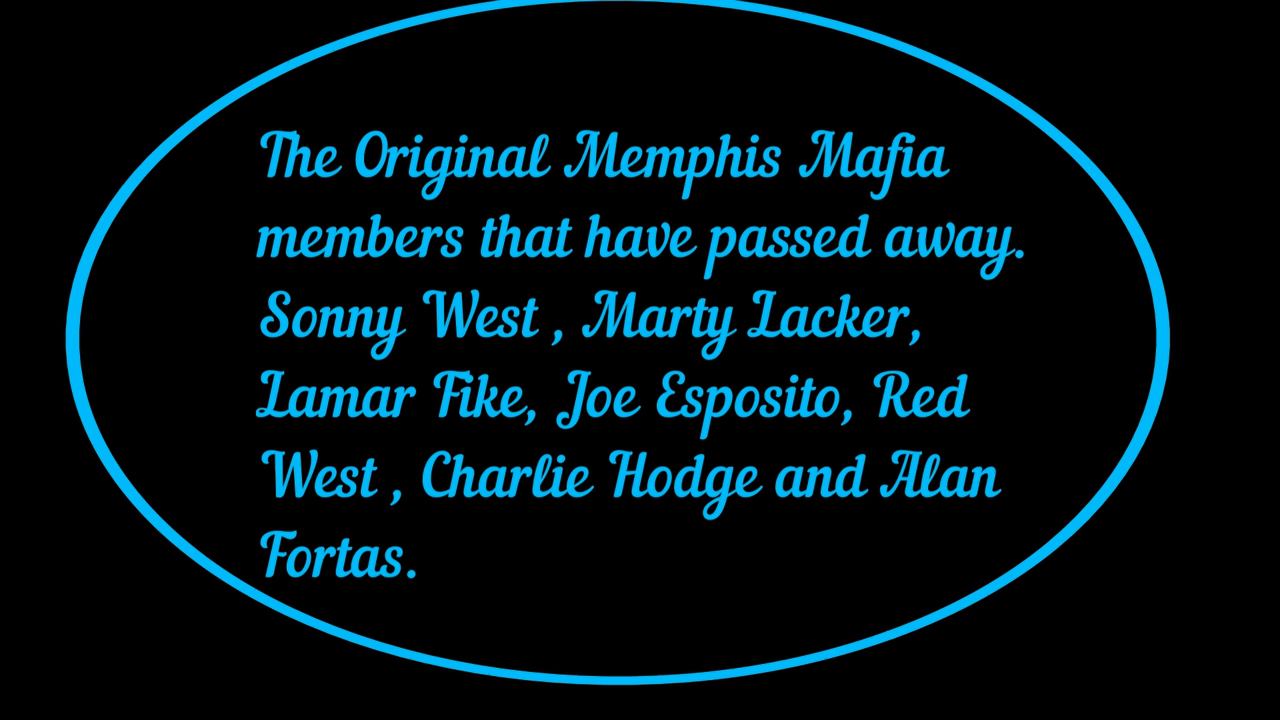 The Original Memphis Mafia
members that have passed away.
Sonny West , Marty Lacker,
Lamar Fike, Joe Esposito, Red
West , Charlie Hodge and Alan
Fortas.